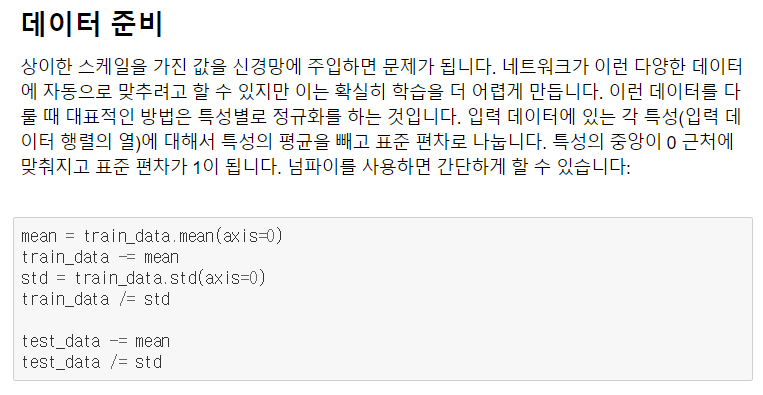 데이터 준비
상이한 스케일을 가진 값을 신경망에 주입하면 문제가 됩니다. 네트워크가 이런 다양한 데이터
에 자동으로 맞추려고 할 수 있지만 이는 확실히 학습을 더 어렵게 만듭니다. 이런 데이터를 다
룰 때 대표적인 방법은 특성별로 정규화를 하는 것입니다. 입력 데이터에 있는 각 특성(입력 데
이터 행렬의 열)에 대해서 특성의 평균을 빼고 표준 편차로 나눕니다. 특성의 중앙이 0 근처에
맞춰지고 표준 편차가 1이 됩니다. 넘파이를 사용하면 간단하게 할 수 있습니다:
mean = train_data.mean(axis=0)
train_data -= mean
std = train_data.std(axis=0)
train_data /= std
test_data -= mean
test_data /= std